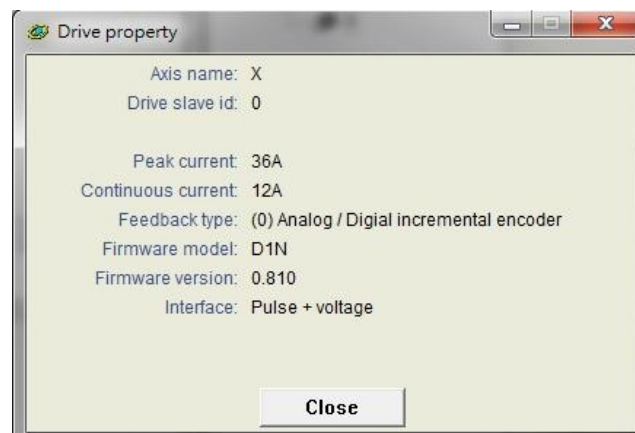 Drive property
Axis name: X
Drive slave id: 0
Peak current: 36A
Continuous current: 12A
Feedback type: (0) Analog / Digial incremental encoder
Firmware model: D1N
Firmware version: 0.810
Interface: Pulse + voltage
Close